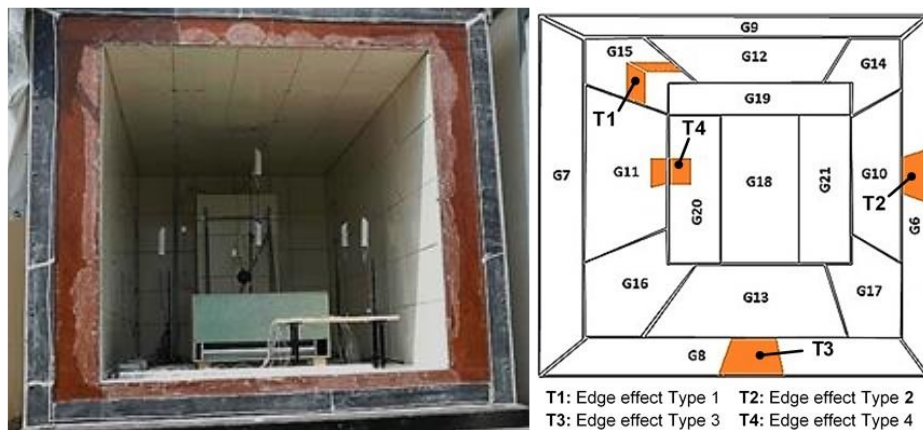 G9
G15
G12
G14
G19
T1
T4
G7
G11
G20
G18
G21
G10
T2
G6
G16
G13
G17
G8
T3
T1: Edge effect Type 1 T2: Edge effect Type 2
T3: Edge effect Type 3 T4: Edge effect Type 4